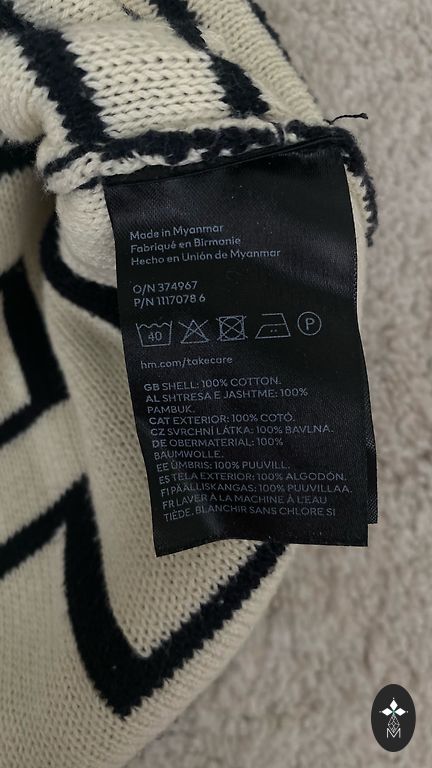 Made in Myanmar
Fabriqué en Birmanie
Hecho en Unión de Myanmar
O/N 374967
P/N 1117078 6
40 P
hm.com/takecare
GB SHELL: 100% COTTON.
AL SHTRESA E JASHTME: 100%
PAMBUK.
CAT EXTERIOR: 100% COTÓ.
CZ SVRCHNÍ LÁTKA: 100% BAVLNA.
DE OBERMATERIAL: 100%
BAUMWOLLE.
EE ÜMBRIS: 100% PUUVILL.
ES TELA EXTERIOR: 100% ALGODÓN.
FI PÄÄLLISKANGAS: 100% PUUVILLAA.
FR LAVER À LA MACHINE À L'EAU
TIÈDE. BLANCHIR SANS CHLORE SI
M